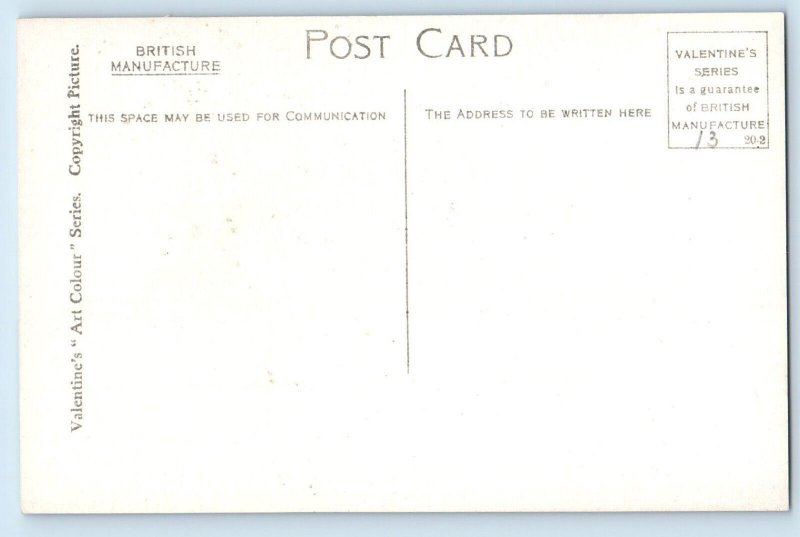 POST CARD
BRITISH
MANUFACTURE
THIS SPACE MAY BE USED FOR COMMUNICATION
THE ADDRESS TO BE WRITTEN HERE
VALENTINE'S
SERIES
Is a guarantee
of BRITISH
MANUFACTURE
13 20-2
Valentine's "Art Colour" Series. Copyright Picture.